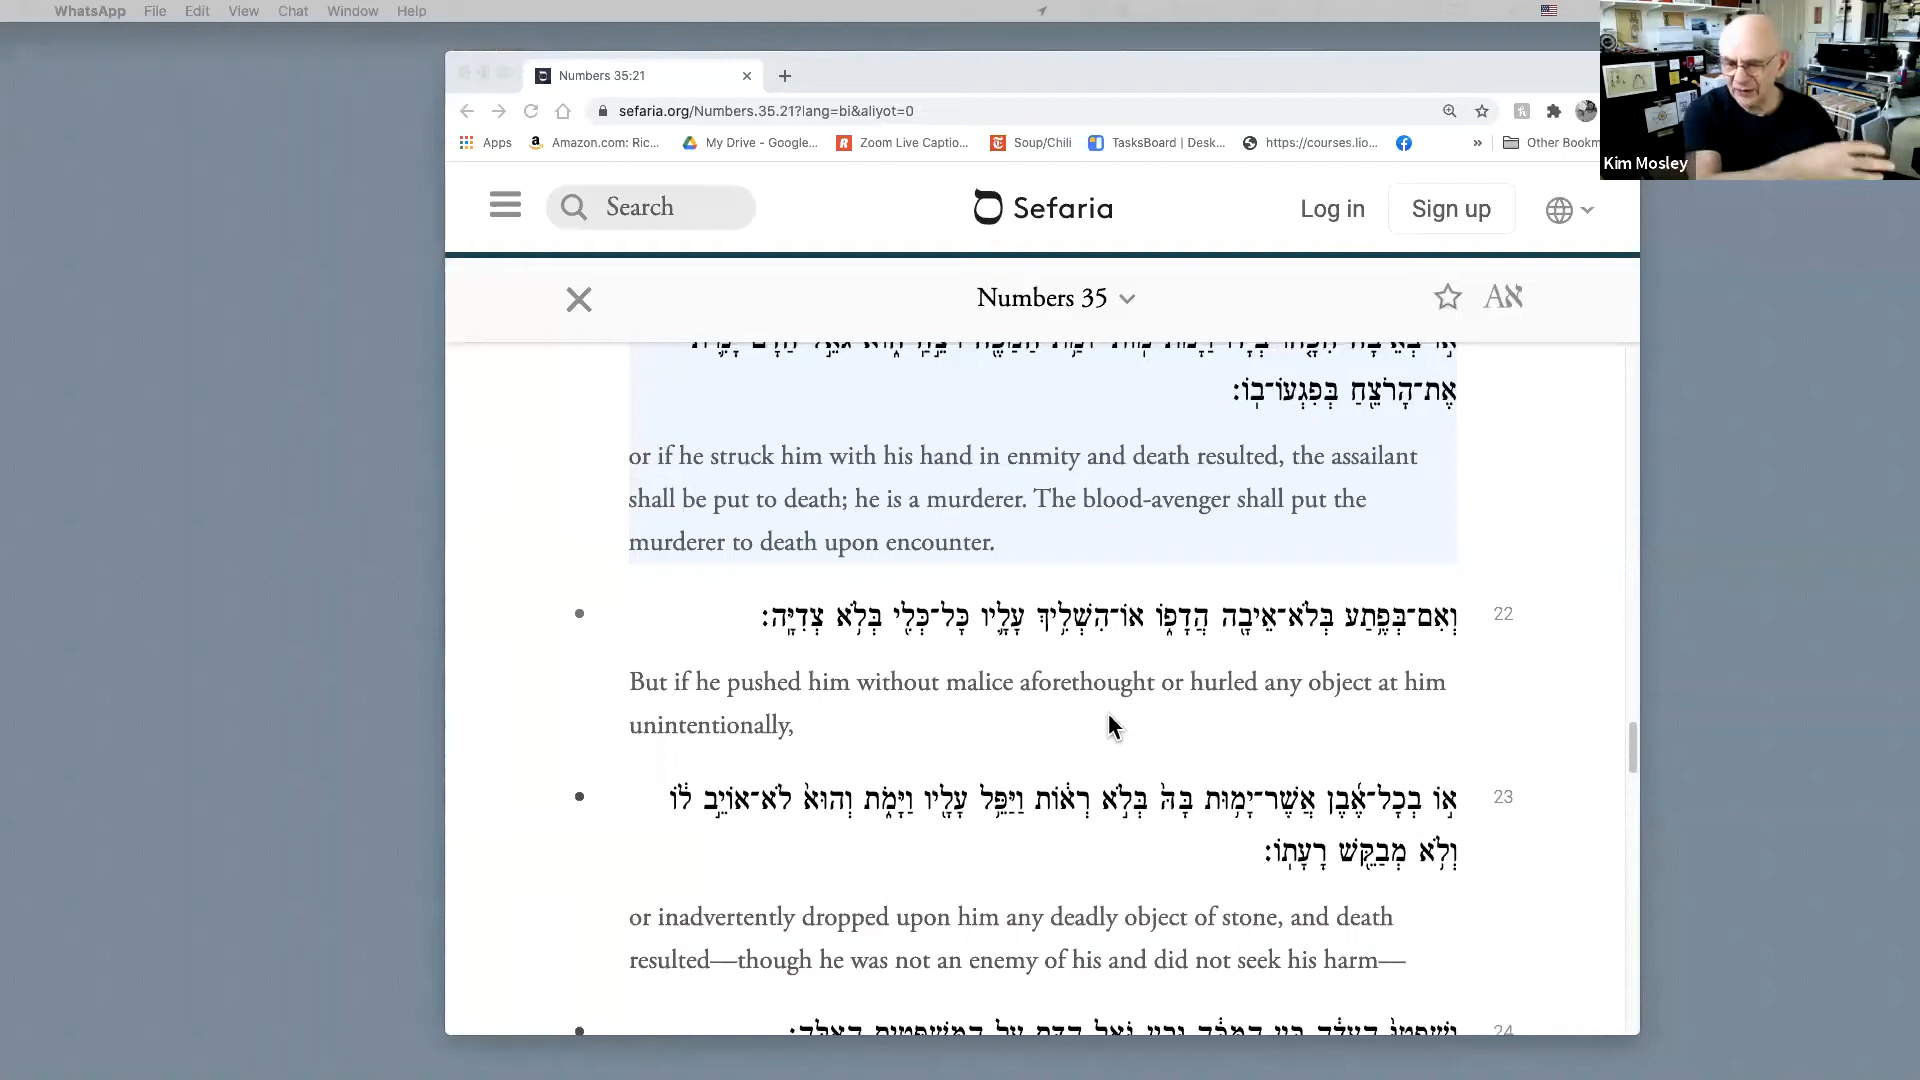 WhatsApp File Edit View Chat Window Help
Numbers 35:21
sefaria.org/Numbers.35.21?lang=bi&aliyot=0
Apps Amazon.com: Ric... My Drive - Google... Zoom Live Captio... Soup/Chili TasksBoard | Desk... https://courses.lio... » Other Bookm
Kim Mosley
Search Sefaria Log in Sign up
Numbers 35 Aא
אֶת־הָרֹצֵ֖חַ בְּפִגְעוֹ־בֽוֹ׃
or if he struck him with his hand in enmity and death resulted, the assailant
shall be put to death; he is a murderer. The blood-avenger shall put the
murderer to death upon encounter.
וְאִם־בְּפֶ֥תַע בְּלֹא־אֵיבָ֖ה הֲדָפ֑וֹ אוֹ־הִשְׁלִ֥יךְ עָלָ֛יו כׇּל־כְּלִ֖י בְּלֹ֥א צְדִיָּֽה׃ 22
But if he pushed him without malice aforethought or hurled any object at him
unintentionally,
א֣וֹ בְכׇל־אֶ֜בֶן אֲשֶׁר־יָמ֥וּת בָּהּ֙ בְּלֹ֣א רְא֔וֹת וַיַּפֵּ֥ל עָלָ֖יו וַיָּמֹ֑ת וְהוּא֙ לֹא־אוֹיֵ֣ב ל֔וֹ 23
וְלֹ֥א מְבַקֵּ֖שׁ רָעָתֽוֹ׃
or inadvertently dropped upon him any deadly object of stone, and death
resulted—though he was not an enemy of his and did not seek his harm—
24